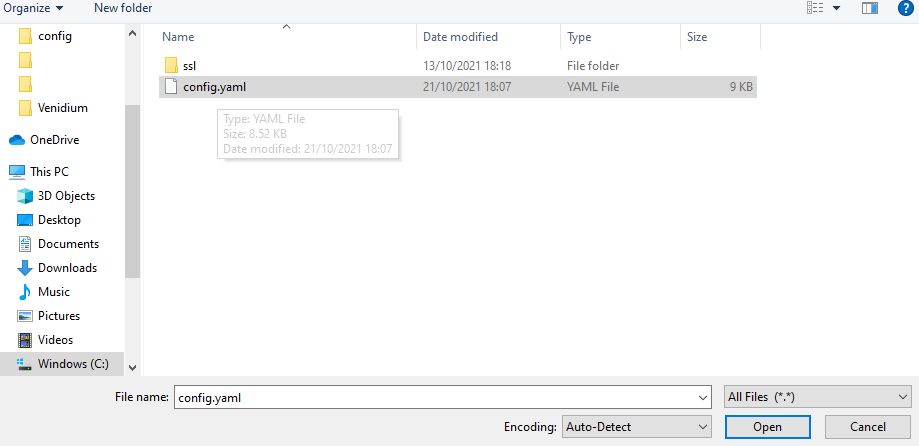 Organize New folder
config
Venidium
OneDrive
This PC
3D Objects
Desktop
Documents
Downloads
Music
Pictures
Videos
Windows (C:)
Name Date modified Type Size
ssl 13/10/2021 18:18 File folder
config.yaml 21/10/2021 18:07 YAML File 9 KB
Type: YAML File
Size: 8.52 KB
Date modified: 21/10/2021 18:07
File name: config.yaml All Files (*.*)
Encoding: Auto-Detect Open Cancel